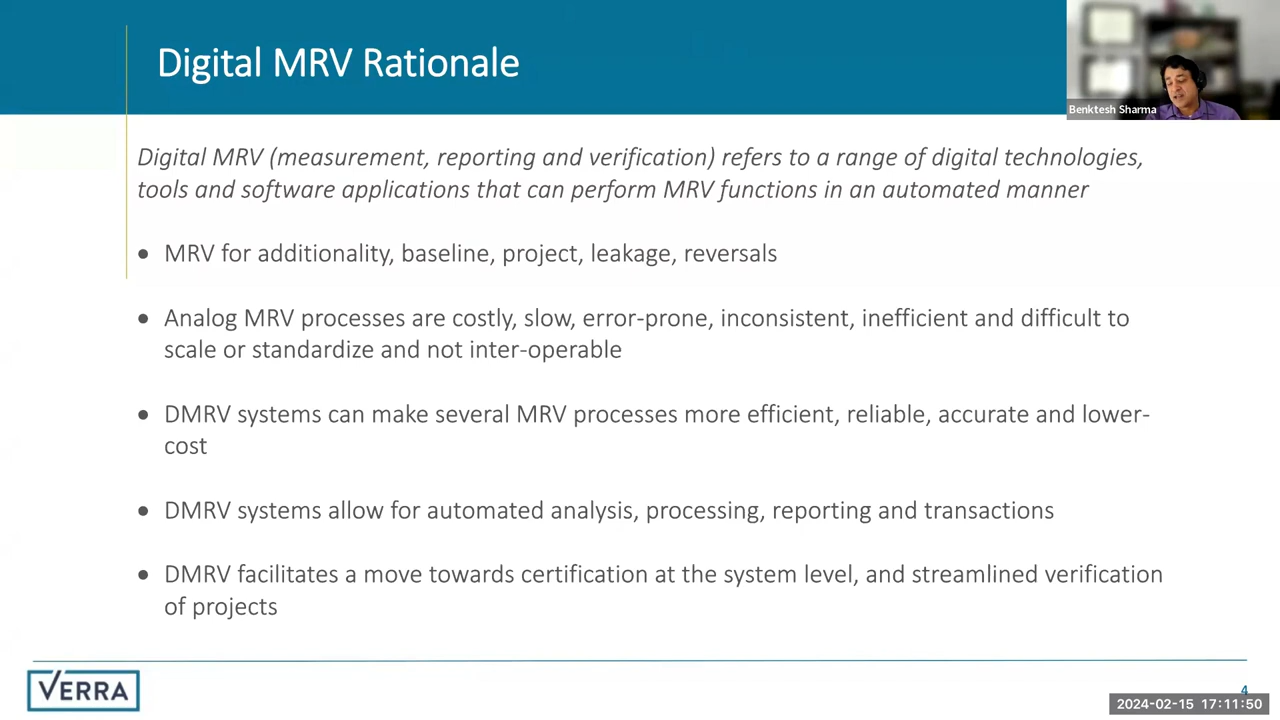 Digital MRV Rationale
Benktesh Sharma
Digital MRV (measurement, reporting and verification) refers to a range of digital technologies,
tools and software applications that can perform MRV functions in an automated manner
• MRV for additionality, baseline, project, leakage, reversals
• Analog MRV processes are costly, slow, error-prone, inconsistent, inefficient and difficult to
scale or standardize and not inter-operable
• DMRV systems can make several MRV processes more efficient, reliable, accurate and lower-
cost
• DMRV systems allow for automated analysis, processing, reporting and transactions
• DMRV facilitates a move towards certification at the system level, and streamlined verification
of projects
VERRA
4
2024-02-15 17:11:50